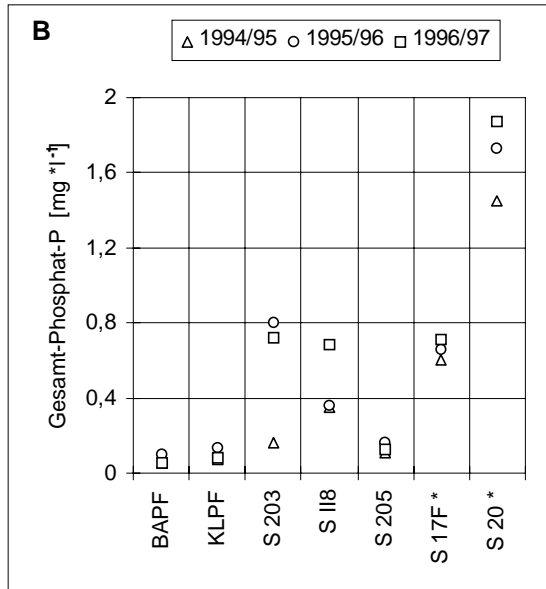 B
△ 1994/95 ○ 1995/96 □ 1996/97
Gesamt-Phosphat-P [mg *l-1]
2
1,6
1,2
0,8
0,4
0
BAPF
KLPF
S 203
S II8
S 205
S 17F *
S 20 *